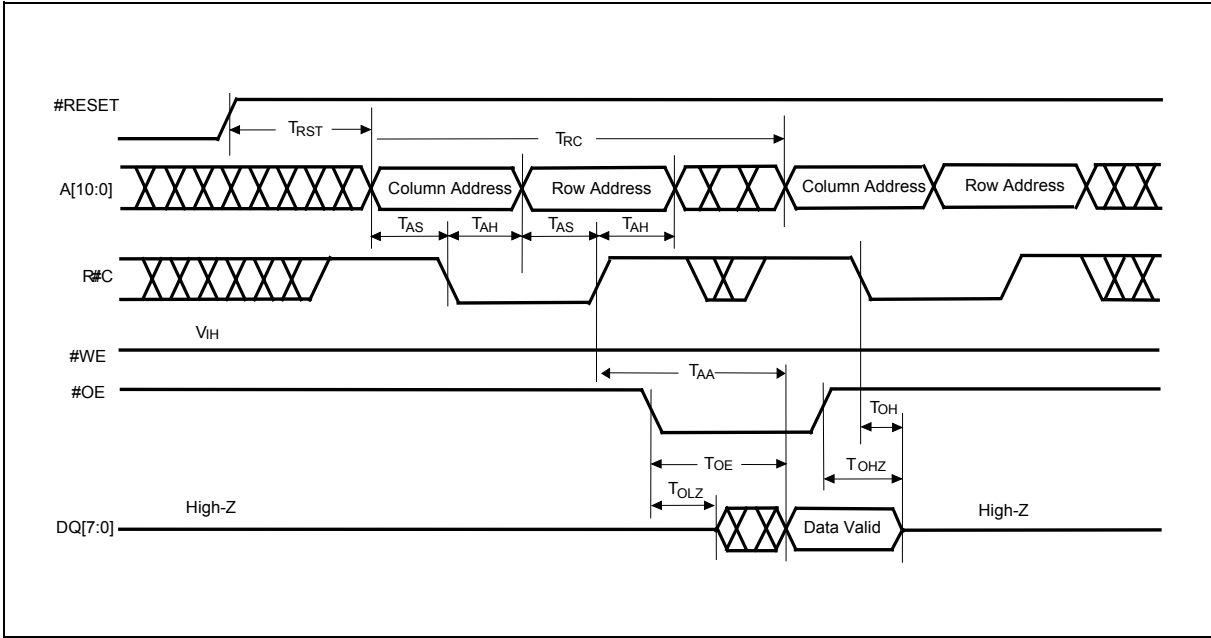 #RESET
TRST
TRC
A[10:0]
Column Address
Row Address
Column Address
Row Address
TAS
TAH
TAS
TAH
R#C
VIH
#WE
TAA
#OE
TOH
TOE
TOHZ
TOLZ
High-Z
High-Z
DQ[7:0]
Data Valid